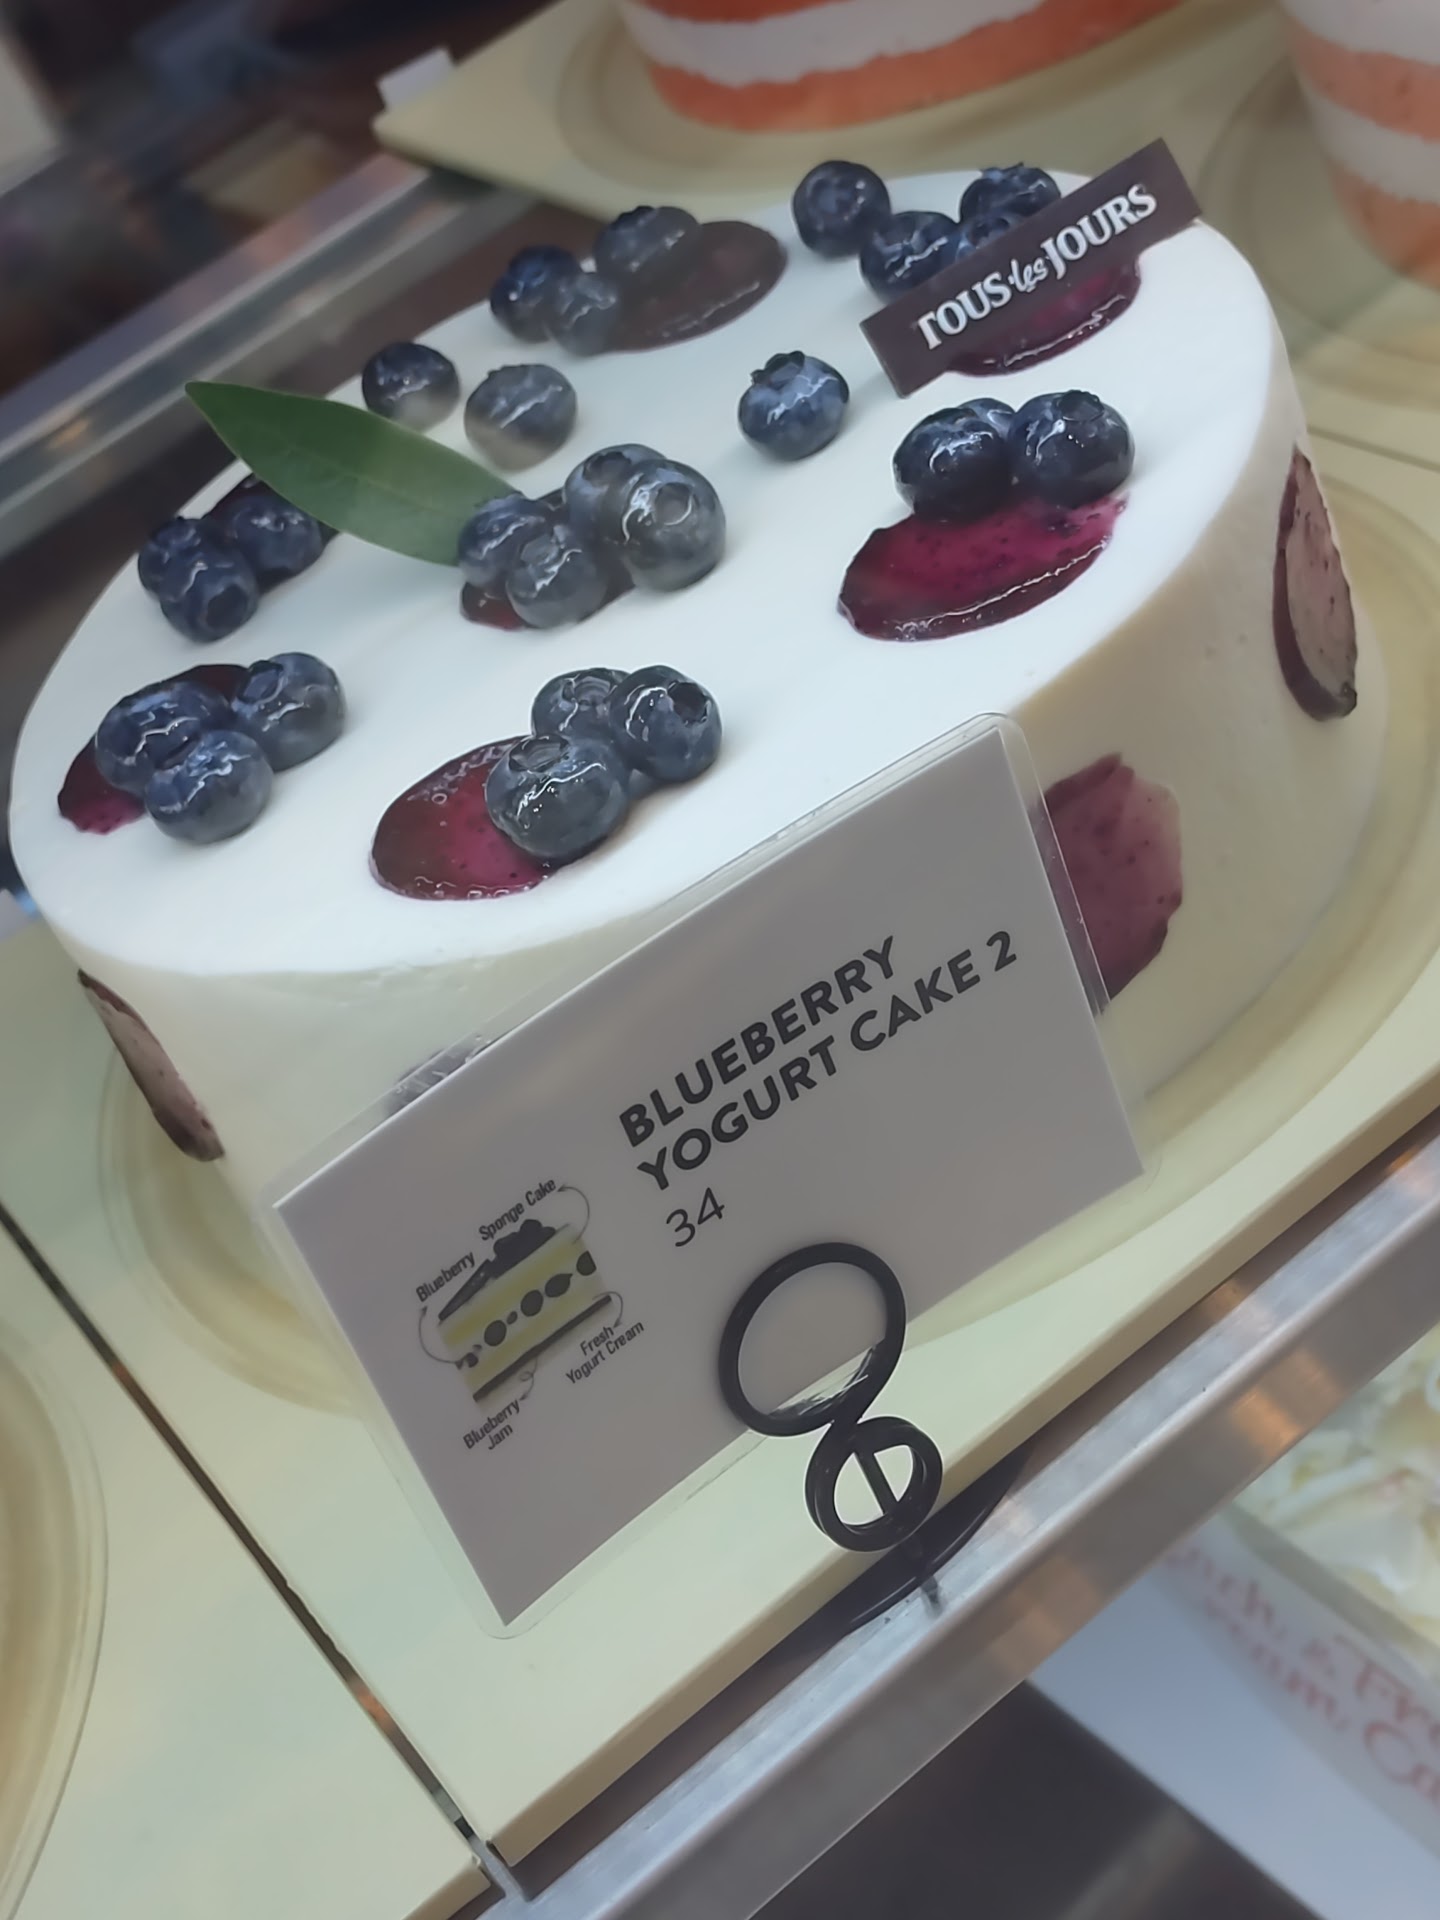 TOUS les JOURS
BLUEBERRY
YOGURT CAKE 2
34
Sponge Cake
Blueberry
Fresh
Yogurt Cream
Blueberry
Jam